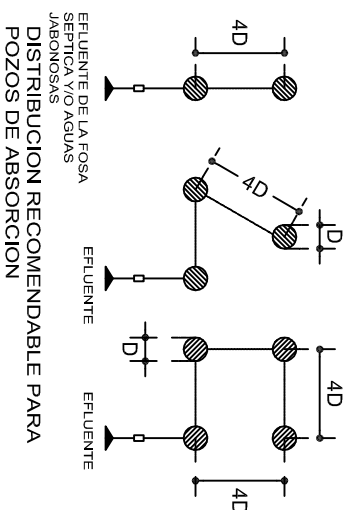 4D
4D
D
4D
D
4D
EFLUENTE DE LA FOSA
SEPTICA Y/O AGUAS
JABONOSAS
EFLUENTE
EFLUENTE
DISTRIBUCION RECOMENDABLE PARA
POZOS DE ABSORCION